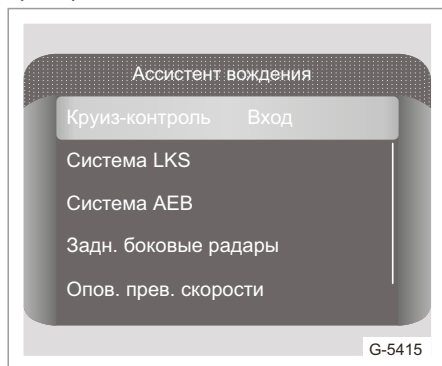 Ассистент вождения
Круиз-контроль Вход
Система LKS
Система AEB
Задн. боковые радары
Опов. прев. скорости
G-5415